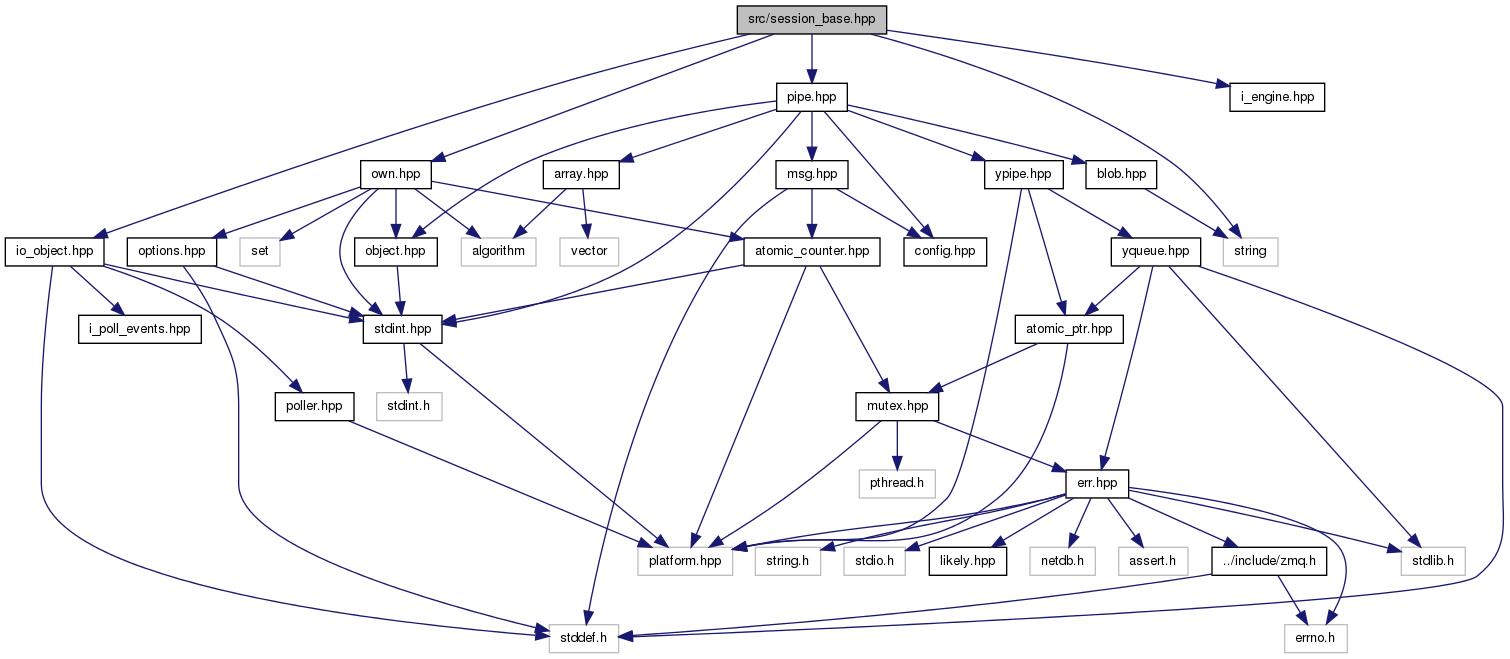 src/session_base.hpp
pipe.hpp
i_engine.hpp
own.hpp
array.hpp
msg.hpp
ypipe.hpp
blob.hpp
io_object.hpp
options.hpp
set
object.hpp
algorithm
vector
atomic_counter.hpp
config.hpp
yqueue.hpp
string
i_poll_events.hpp
stdint.hpp
atomic_ptr.hpp
poller.hpp
stdint.h
mutex.hpp
pthread.h
err.hpp
platform.hpp
string.h
stdio.h
likely.hpp
netdb.h
assert.h
../include/zmq.h
stdlib.h
stddef.h
errno.h